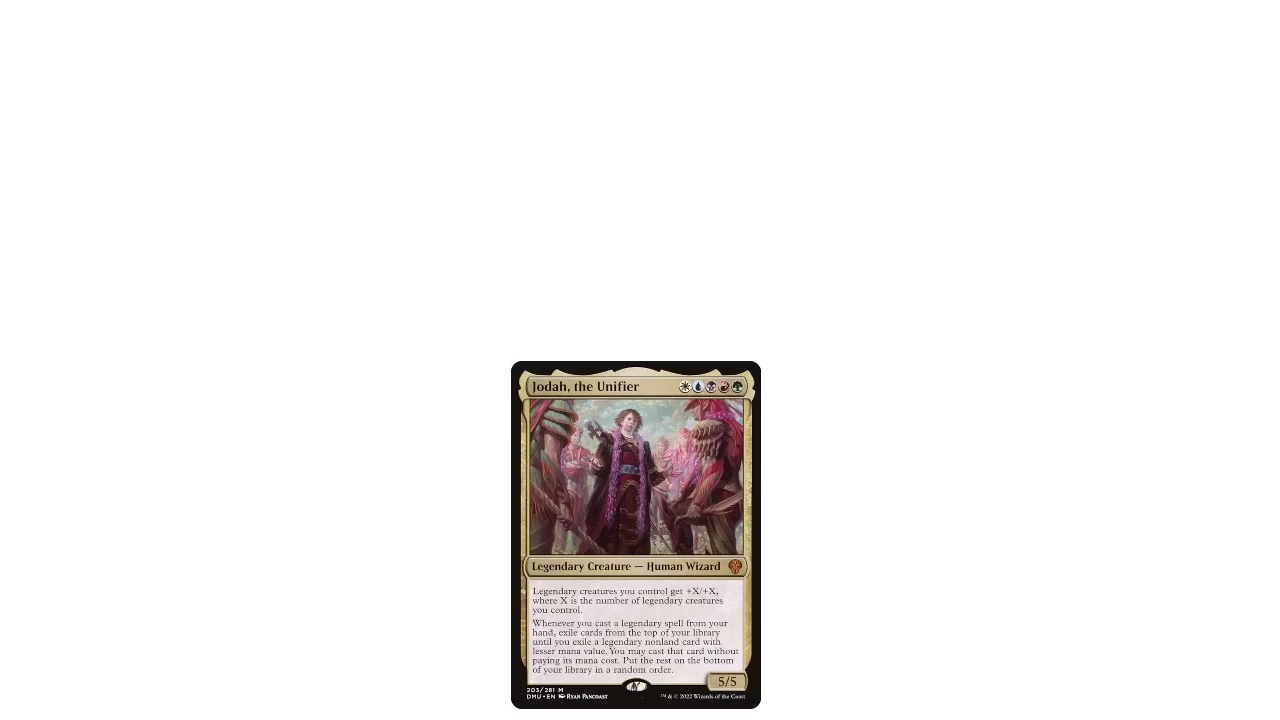 Jodah, the Unifier
Legendary Creature — Human Wizard
Legendary creatures you control get +X/+X,
where X is the number of legendary creatures
you control.
Whenever you cast a legendary spell from your
hand, exile cards from the top of your library
until you exile a legendary nonland card with
lesser mana value. You may cast that card without
paying its mana cost. Put the rest on the bottom
of your library in a random order.
5/5
203/281 M
DMU • EN Ryan Pancoast
™ & © 2022 Wizards of the Coast